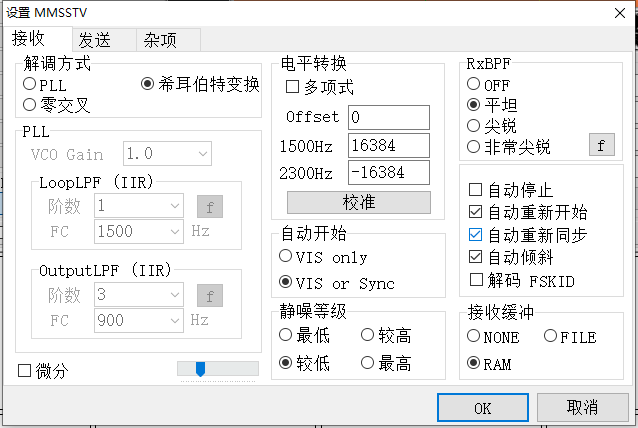 设置 MMSSTV
接收 发送 杂项
解调方式
PLL 希耳伯特变换
零交叉
PLL
VCO Gain 1.0
LoopLPF (IIR)
阶数 1 f
FC 1500 Hz
OutputLPF (IIR)
阶数 3 f
FC 900 Hz
微分
电平转换
多项式
Offset 0
1500Hz 16384
2300Hz -16384
校准
自动开始
VIS only
VIS or Sync
静噪等级
最低 较高
较低 最高
RxBPF
OFF
平坦
尖锐
非常尖锐 f
自动停止
自动重新开始
自动重新同步
自动倾斜
解码 FSKID
接收缓冲
NONE FILE
RAM
OK 取消